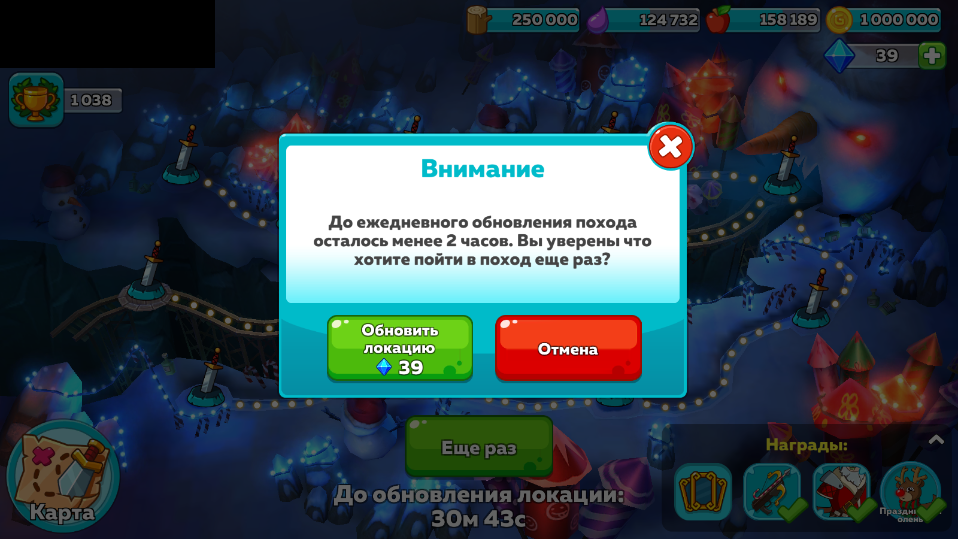 250 000
124 732
158 189
1 000 000
39
1 038
Внимание
До ежедневного обновления похода
осталось менее 2 часов. Вы уверены что
хотите пойти в поход еще раз?
Обновить
локацию
39
Отмена
Еще раз
До обновления локации:
30м 43с
Карта
Награды:
олень